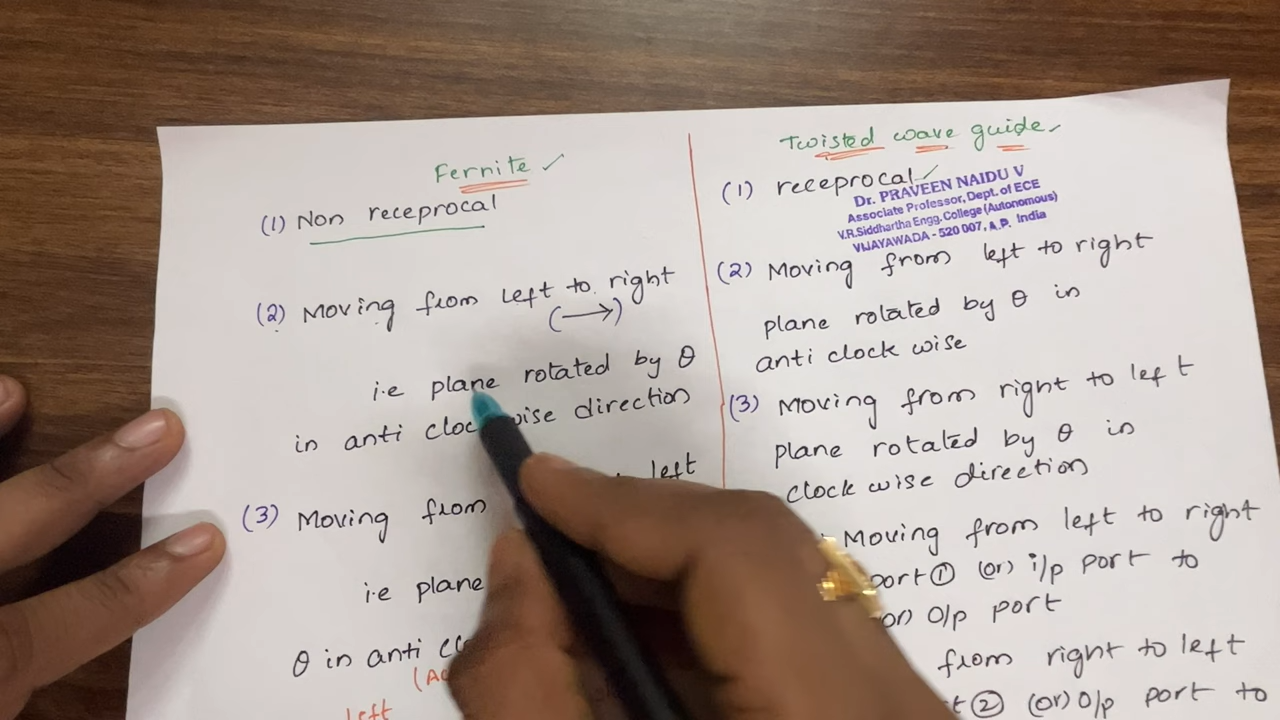 Ferrite
(1) Non receprocal
(2) Moving from left to right
(→)
i.e plane rotated by θ
in anti clockwise direction
(3) Moving from left
i.e plane
θ in anti
left
Twisted wave guide
(1) receprocal
Dr. PRAVEEN NAIDU V
Associate Professor, Dept. of ECE
V.R.Siddhartha Engg. College (Autonomous)
VIJAYAWADA - 520 007, A.P. India
(2) Moving from left to right
plane rotated by θ in
anti clock wise
(3) Moving from right to left
plane rotated by θ in
clock wise direction
Moving from left to right
port ① (or) i/p port to
O/p port
from right to left
② (or) O/p port to